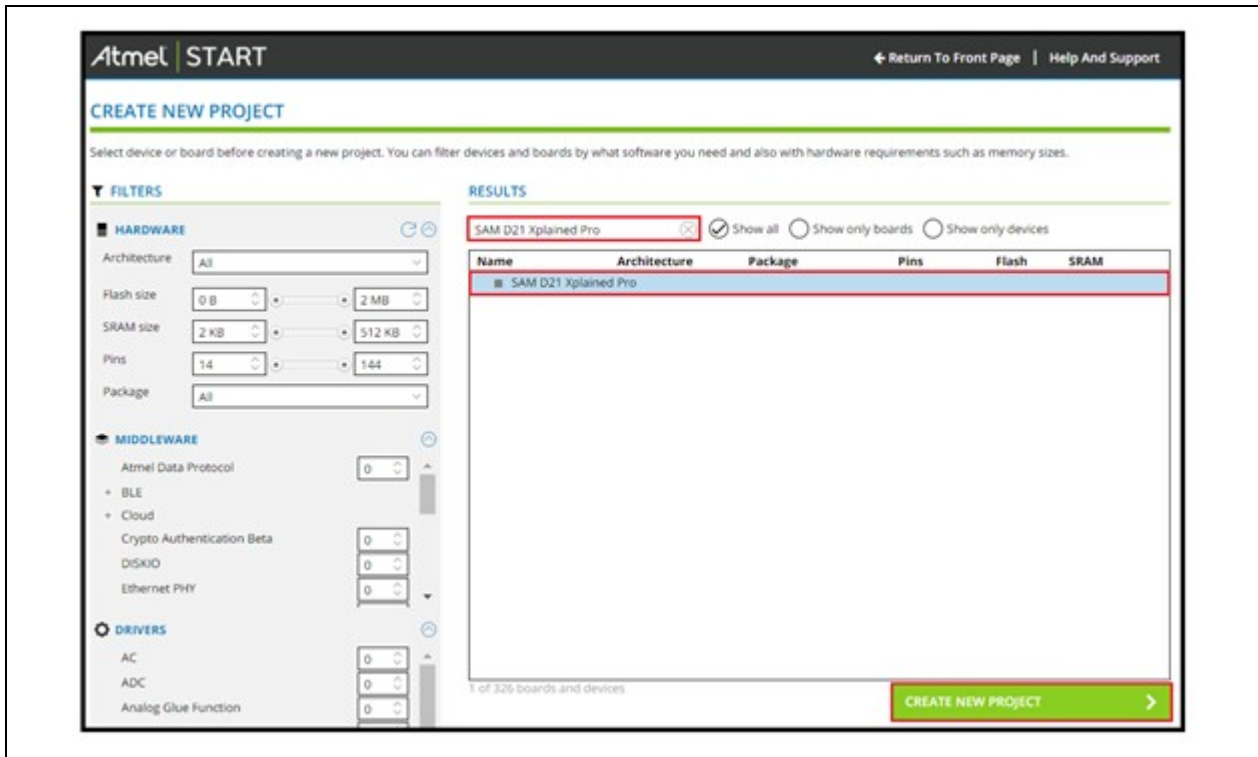 Atmel START
Return To Front Page | Help And Support
CREATE NEW PROJECT
Select device or board before creating a new project. You can filter devices and boards by what software you need and also with hardware requirements such as memory sizes.
FILTERS
HARDWARE
Architecture All
Flash size 0 B 2 MB
SRAM size 2 KB 512 KB
Pins 14 144
Package All
MIDDLEWARE
Atmel Data Protocol 0
+ BLE
+ Cloud
Crypto Authentication Beta 0
DISKIO 0
Ethernet PHY 0
DRIVERS
AC 0
ADC 0
Analog Glue Function 0
RESULTS
SAM D21 Xplained Pro Show all Show only boards Show only devices
Name Architecture Package Pins Flash SRAM
SAM D21 Xplained Pro
1 of 326 boards and devices
CREATE NEW PROJECT